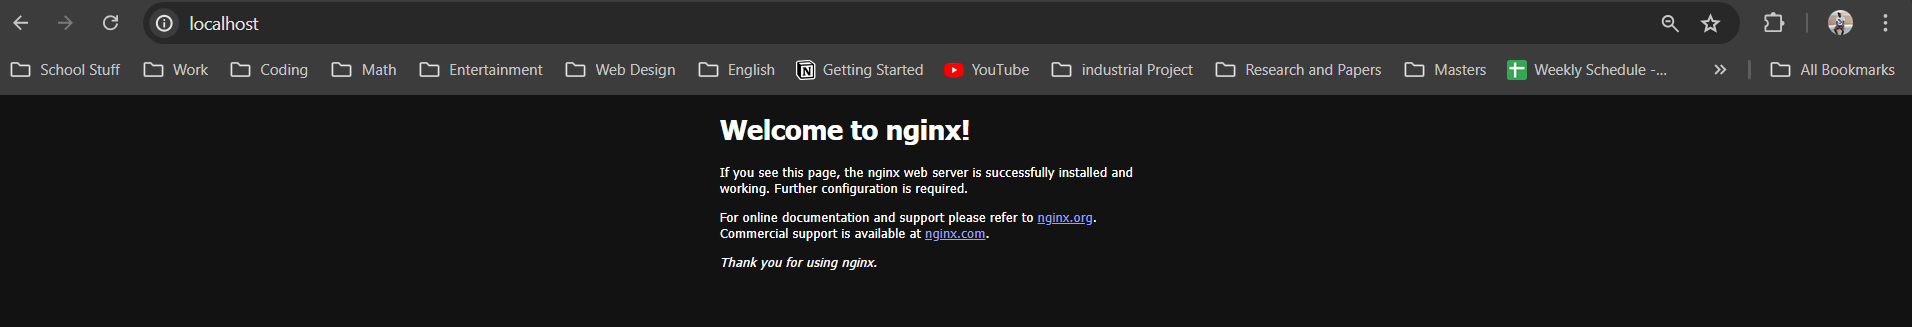 localhost
School Stuff Work Coding Math Entertainment Web Design English Getting Started YouTube industrial Project Research and Papers Masters Weekly Schedule -... All Bookmarks
Welcome to nginx!
If you see this page, the nginx web server is successfully installed and
working. Further configuration is required.
For online documentation and support please refer to nginx.org.
Commercial support is available at nginx.com.
Thank you for using nginx.